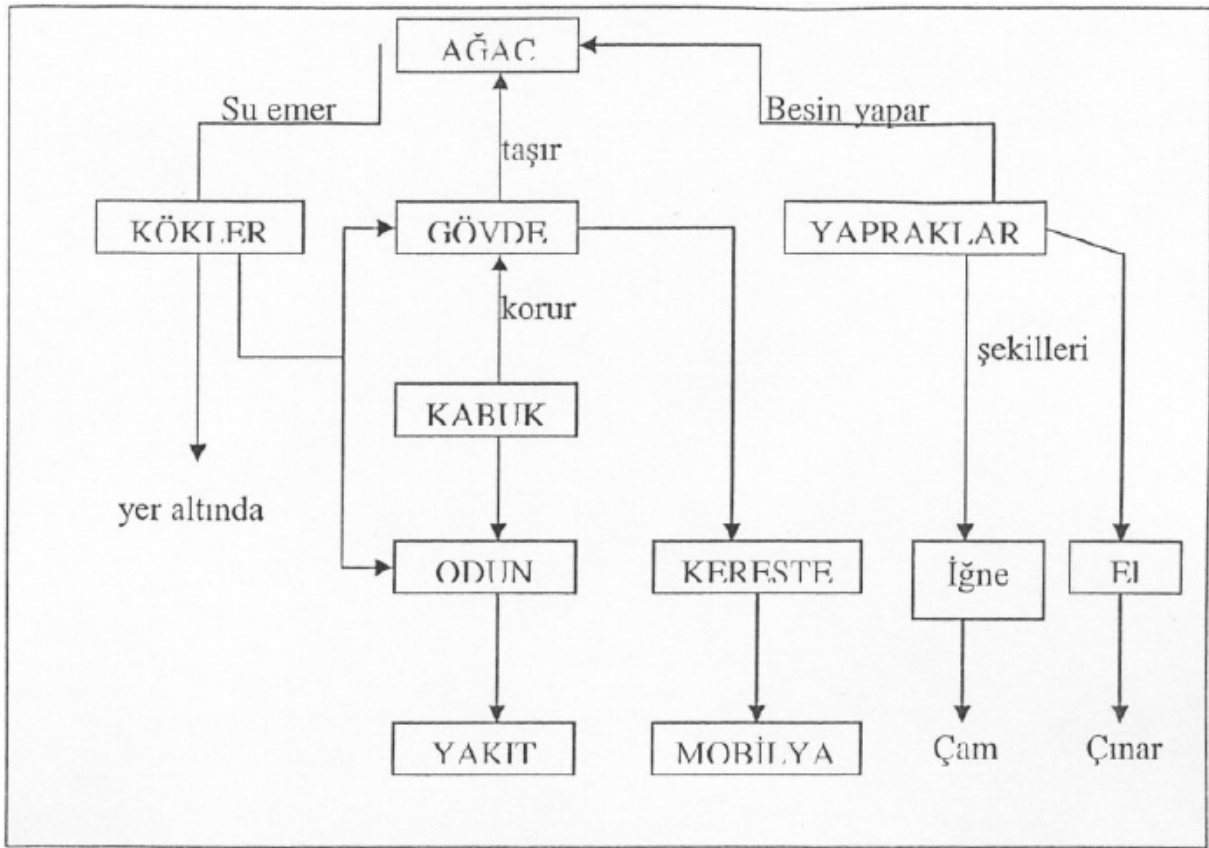 AĞAC
Su emer
Besin yapar
taşır
KÖKLER
GÖVDE
YAPRAKLAR
korur
şekilleri
KABUK
yer altında
ODUN
KERESTE
İğne
El
YAKIT
MOBİLYA
Çam
Çınar